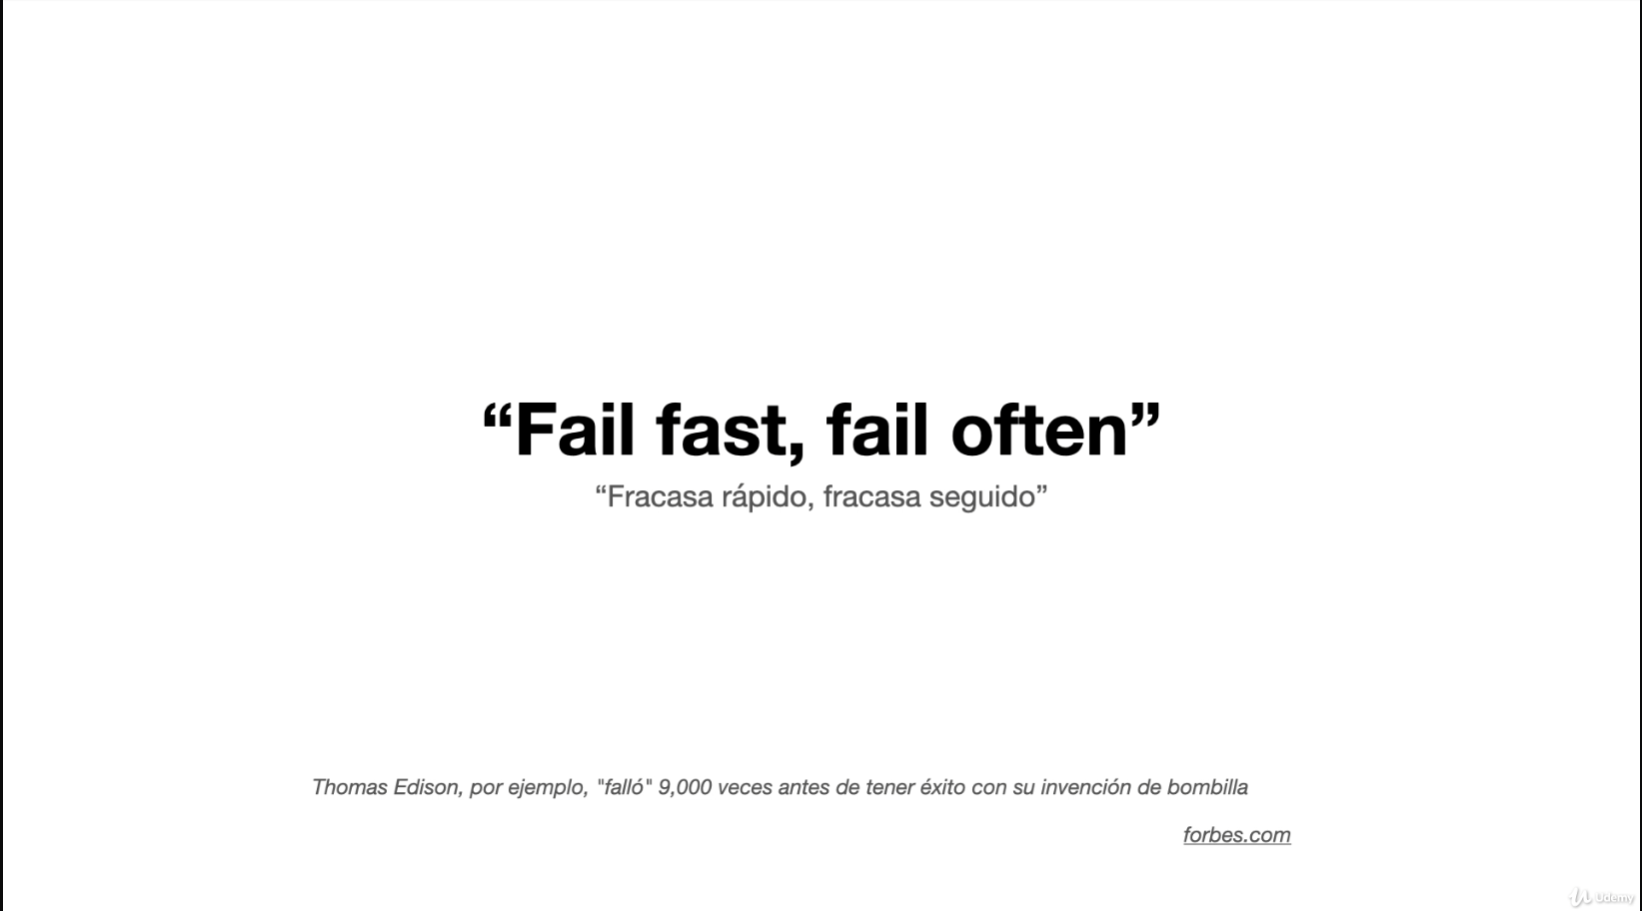 “Fail fast, fail often”
“Fracasa rápido, fracasa seguido”
Thomas Edison, por ejemplo, "falló" 9,000 veces antes de tener éxito con su invención de bombilla
forbes.com
Udemy